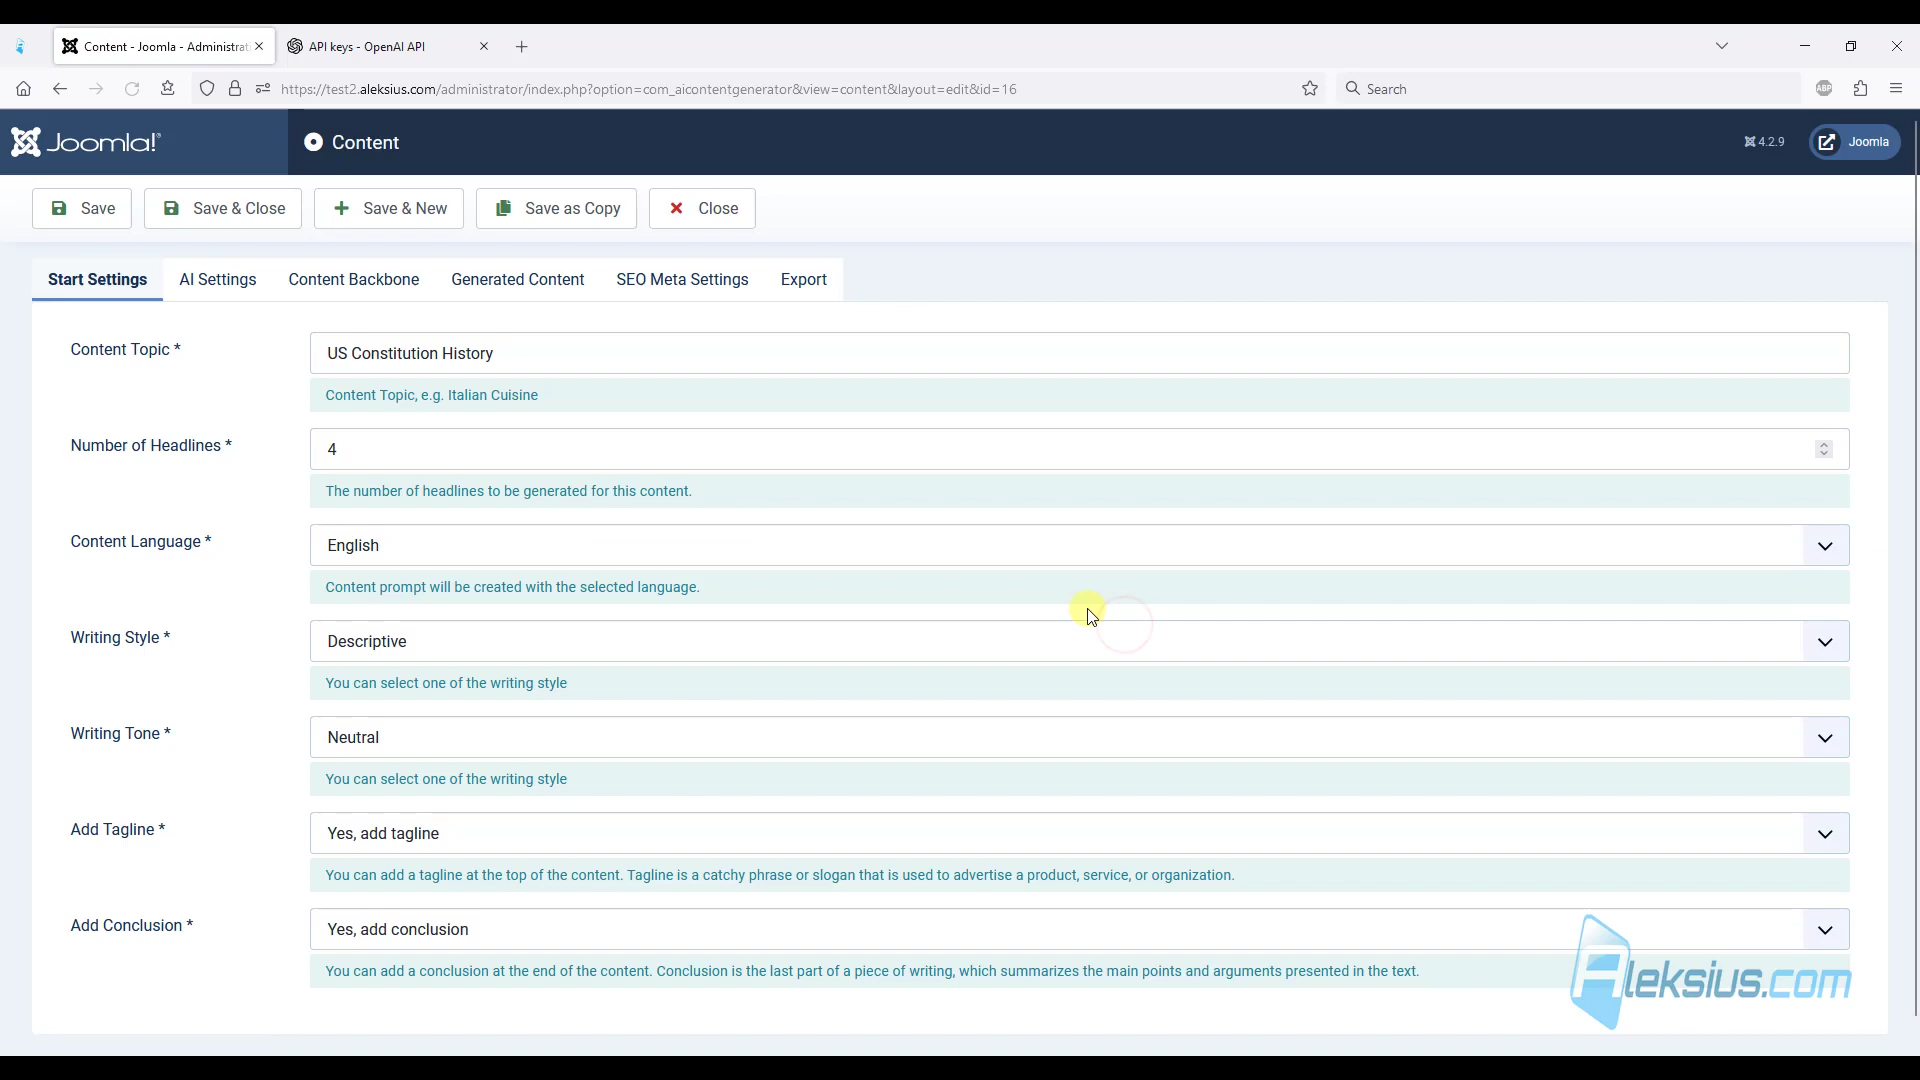 Content - Joomla - Administrat
API keys - OpenAI API
https://test2.aleksius.com/administrator/index.php?option=com_aicontentgenerator&view=content&layout=edit&id=16
Search
ABP
Joomla!®
Content
4.2.9
Joomla
Save
Save & Close
Save & New
Save as Copy
Close
Start Settings
AI Settings
Content Backbone
Generated Content
SEO Meta Settings
Export
Content Topic *
US Constitution History
Content Topic, e.g. Italian Cuisine
Number of Headlines *
4
The number of headlines to be generated for this content.
Content Language *
English
Content prompt will be created with the selected language.
Writing Style *
Descriptive
You can select one of the writing style
Writing Tone *
Neutral
You can select one of the writing style
Add Tagline *
Yes, add tagline
You can add a tagline at the top of the content. Tagline is a catchy phrase or slogan that is used to advertise a product, service, or organization.
Add Conclusion *
Yes, add conclusion
You can add a conclusion at the end of the content. Conclusion is the last part of a piece of writing, which summarizes the main points and arguments presented in the text.
Aleksius.com